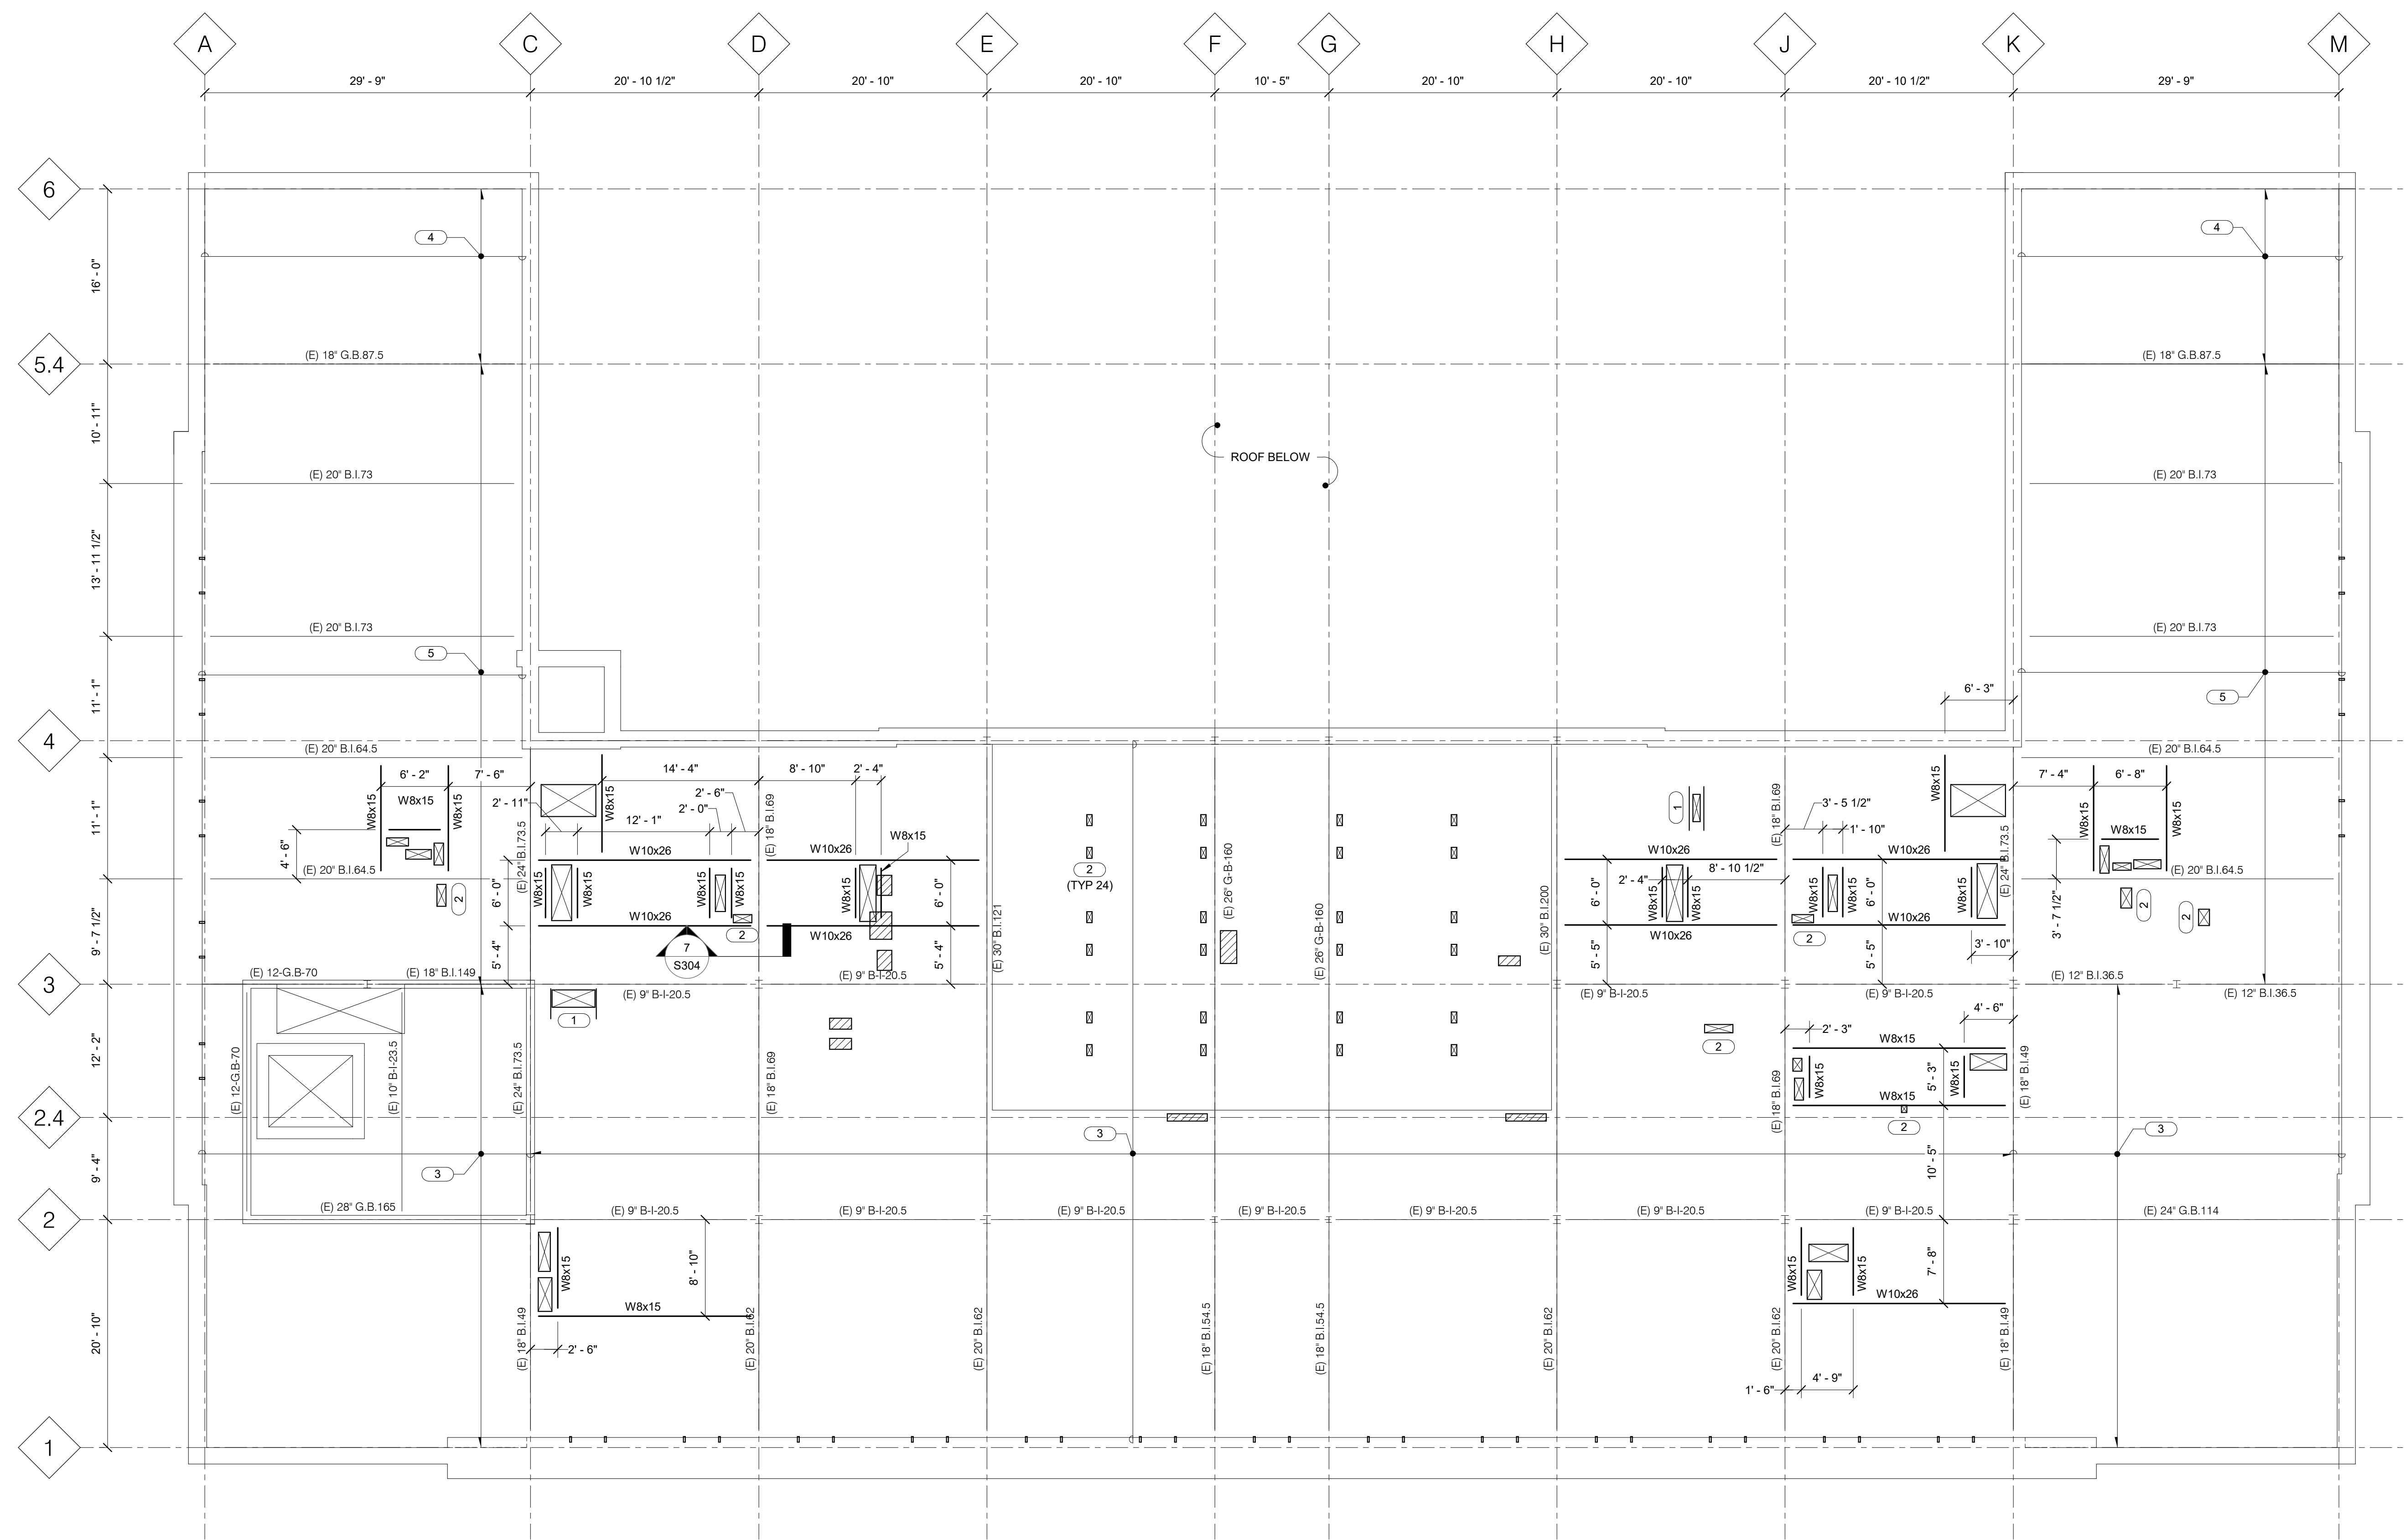 A C D E F G H J K M
29' - 9" 20' - 10 1/2" 20' - 10" 20' - 10" 10' - 5" 20' - 10" 20' - 10" 20' - 10 1/2" 29' - 9"
6
4 4
16' - 0"
(E) 18" G.B.87.5 (E) 18" G.B.87.5
5.4
10' - 11"
ROOF BELOW
(E) 20" B.I.73 (E) 20" B.I.73
13' - 11 1/2"
(E) 20" B.I.73 (E) 20" B.I.73
5 5
11' - 1"
6' - 3"
4
(E) 20" B.I.64.5 (E) 20" B.I.64.5
6' - 2" 7' - 6" 14' - 4" 8' - 10" 2' - 4" 7' - 4" 6' - 8"
W8x15 W8x15 W8x15
2' - 11" 2' - 6" 2' - 0"
W8x15
(E) 18" B.I.69
(E) 18" B.I.69
W8x15
3' - 5 1/2"
1' - 10"
W8x15 W8x15 W8x15
11' - 1"
12' - 1"
W8x15
1
4' - 6"
W10x26 W10x26 W10x26 W10x26
(E) 24" B.I.73.5 (E) 24" B.I.73.5
(E) 20" B.I.64.5 (E) 20" B.I.64.5
2
(TYP 24)
2
6' - 0" W8x15 W8x15 W8x15 W8x15 W8x15 6' - 0"
6' - 0" 2' - 4" 8' - 10 1/2" W8x15 W8x15 W8x15 W8x15 6' - 0" W8x15
2 2
3' - 7 1/2"
(E) 26" G-B-160
W10x26 2 W10x26 W10x26 2 W10x26
9' - 7 1/2"
7
S304
5' - 4" 5' - 4" 5' - 5" 5' - 5"
3' - 10"
(E) 30" B.I.121 (E) 26" G-B-160 (E) 30" B.I.200
(E) 12-G.B-70 (E) 18" B.I.149 (E) 9" B-I-20.5 (E) 12" B.I.36.5
3
(E) 9" B-I-20.5 (E) 9" B-I-20.5 (E) 9" B-I-20.5 (E) 12" B.I.36.5
1
4' - 6"
2' - 3"
12' - 2"
W8x15
2
(E) 12-G.B-70 (E) 10" B-I-23.5 (E) 24" B.I.73.5 (E) 18" B.I.69 (E) 18" B.I.69 W8x15 5' - 3" W8x15 (E) 18" B.I.49
W8x15
2.4
2
3 3
3
9' - 4"
10' - 5"
(E) 28" G.B.165 (E) 9" B-I-20.5 (E) 9" B-I-20.5 (E) 9" B-I-20.5 (E) 9" B-I-20.5 (E) 9" B-I-20.5 (E) 9" B-I-20.5 (E) 9" B-I-20.5 (E) 24" G.B.114
2
W8x15 8' - 10" W8x15 W8x15 7' - 8"
W8x15 W10x26
20' - 10"
(E) 18" B.I.49 (E) 20" B.I.62 (E) 20" B.I.62 (E) 18" B.I.54.5 (E) 18" B.I.54.5 (E) 20" B.I.62 (E) 20" B.I.62 (E) 18" B.I.49
2' - 6"
1' - 6" 4' - 9"
1